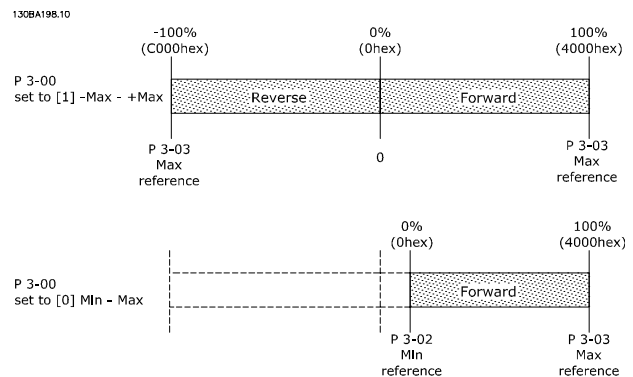 130BA198.10
-100% 0% 100%
(C000hex) (0hex) (4000hex)
P 3-00
set to [1] -Max - +Max
Reverse Forward
P 3-03 0 P 3-03
Max Max
reference reference
0% 100%
(0hex) (4000hex)
P 3-00
set to [0] MIn - Max
Forward
P 3-02 P 3-03
MIn Max
reference reference